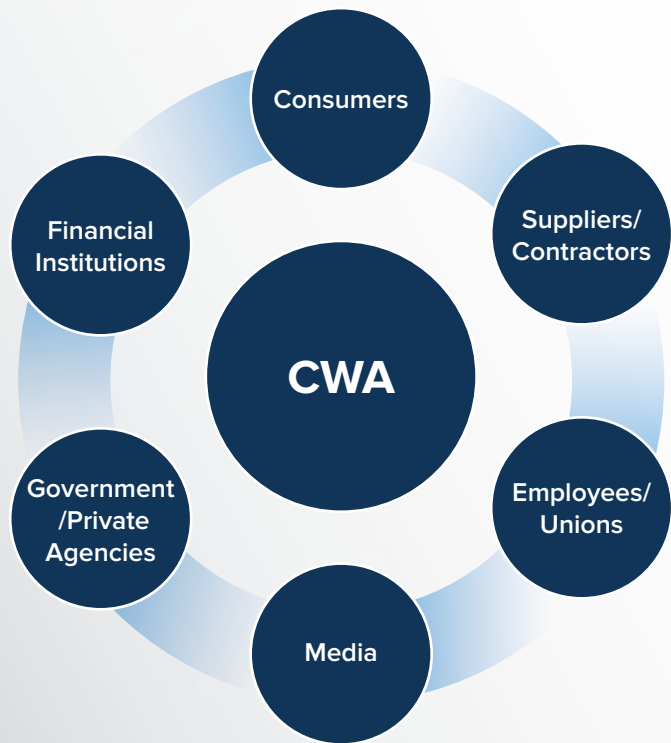 Consumers
Suppliers/
Contractors
Employees/
Unions
Media
Government
/Private
Agencies
Financial
Institutions
CWA